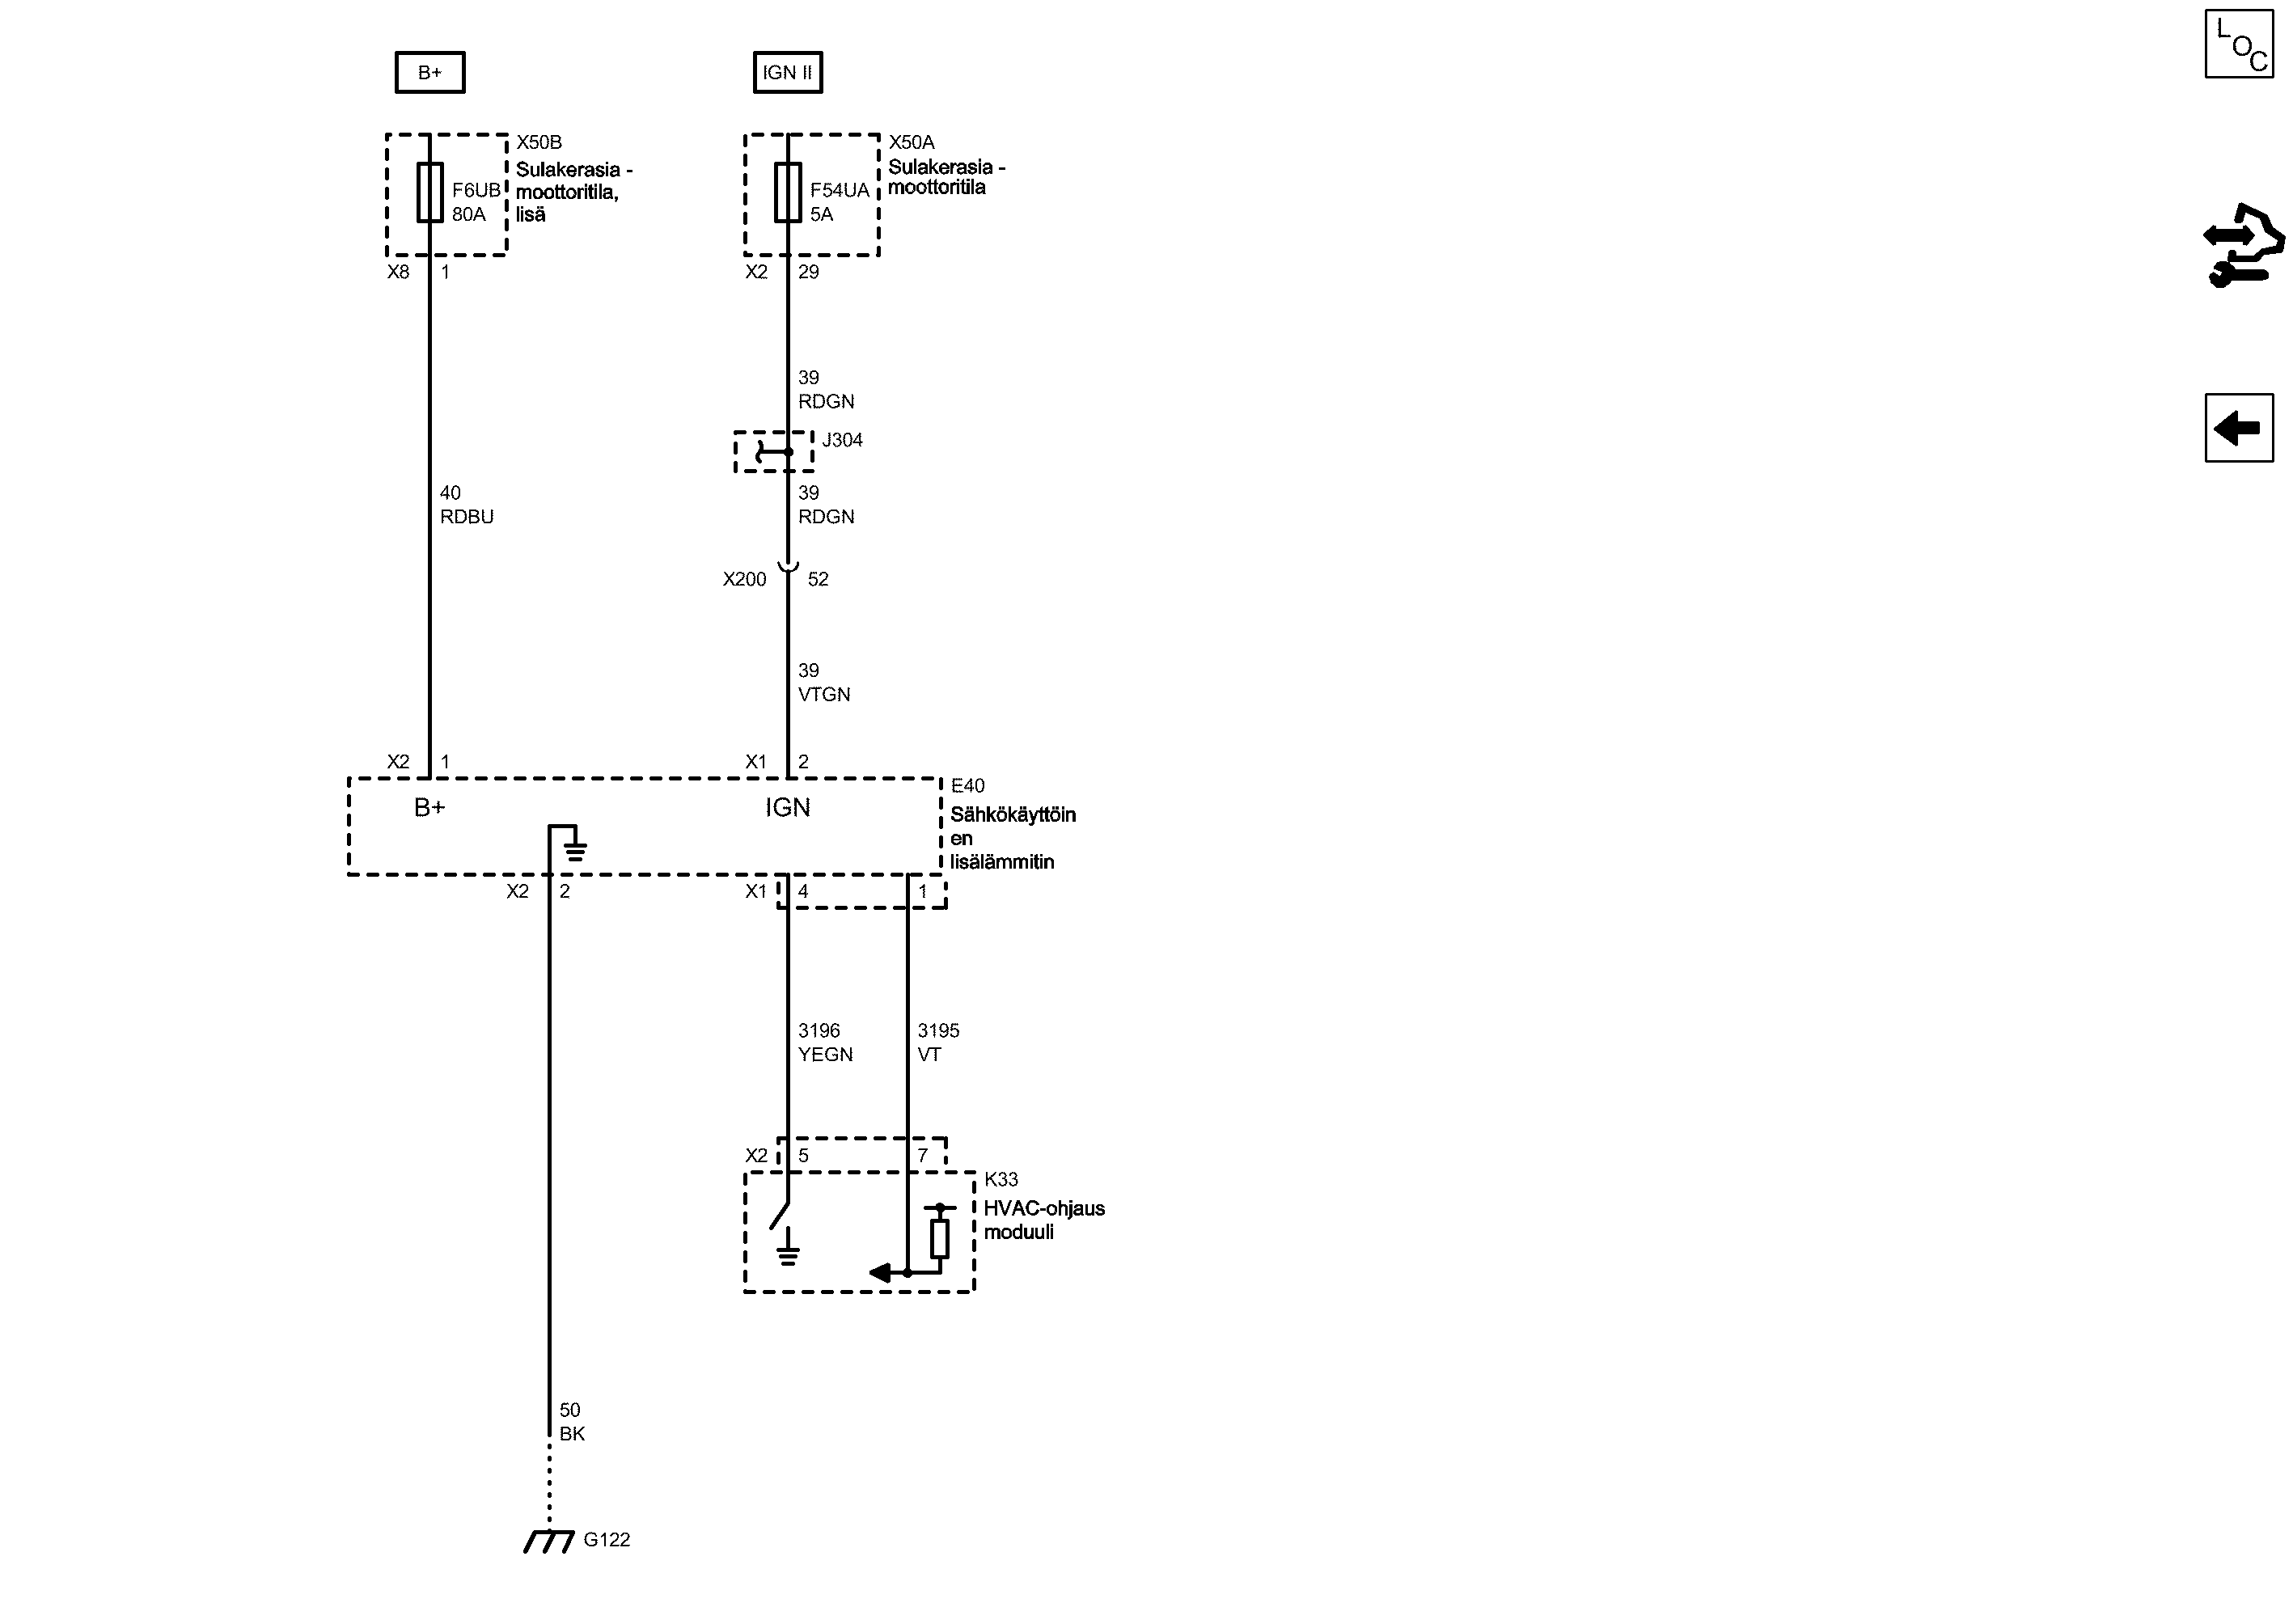 B+
IGN II
LOC
X50B
Sulakerasia -
moottoritila,
lisä
F6UB
80A
X50A
Sulakerasia -
moottoritila
F54UA
5A
X8 1
X2 29
39
RDGN
J304
40
RDBU
39
RDGN
X200 52
39
VTGN
X2 1
X1 2
B+
IGN
E40
Sähkökäyttöin
en
lisälämmitin
X2 2
X1 4 1
3196
YEGN
3195
VT
X2 5 7
K33
HVAC-ohjaus
moduuli
50
BK
G122